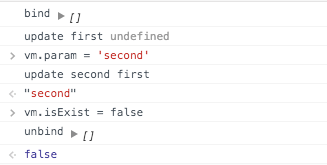 bind ▶ []
update first undefined
> vm.param = 'second'
update second first
< "second"
> vm.isExist = false
unbind ▶ []
< false